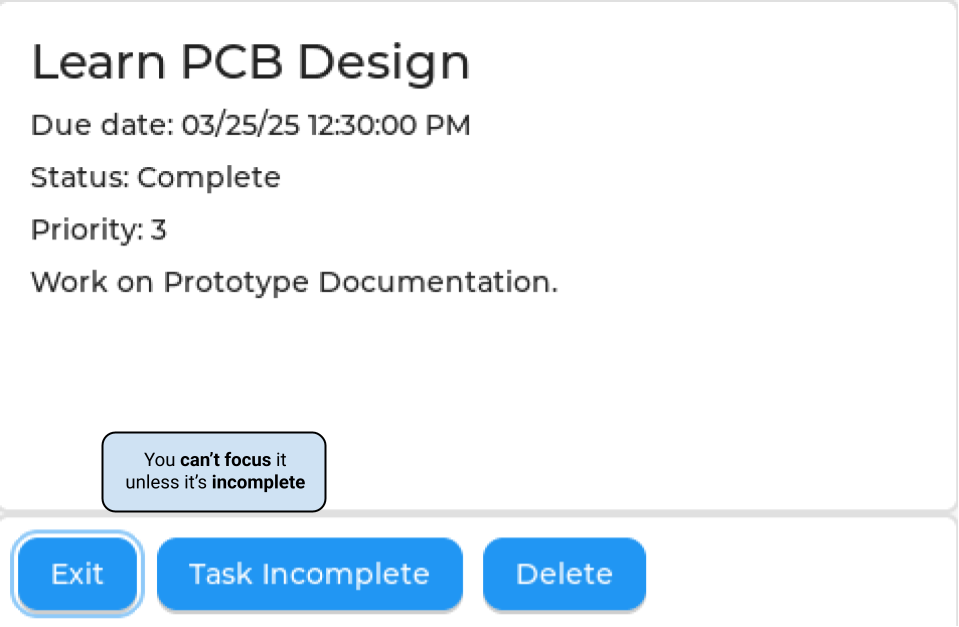 Learn PCB Design
Due date: 03/25/25 12:30:00 PM
Status: Complete
Priority: 3
Work on Prototype Documentation.
You can’t focus it
unless it’s incomplete
Exit
Task Incomplete
Delete